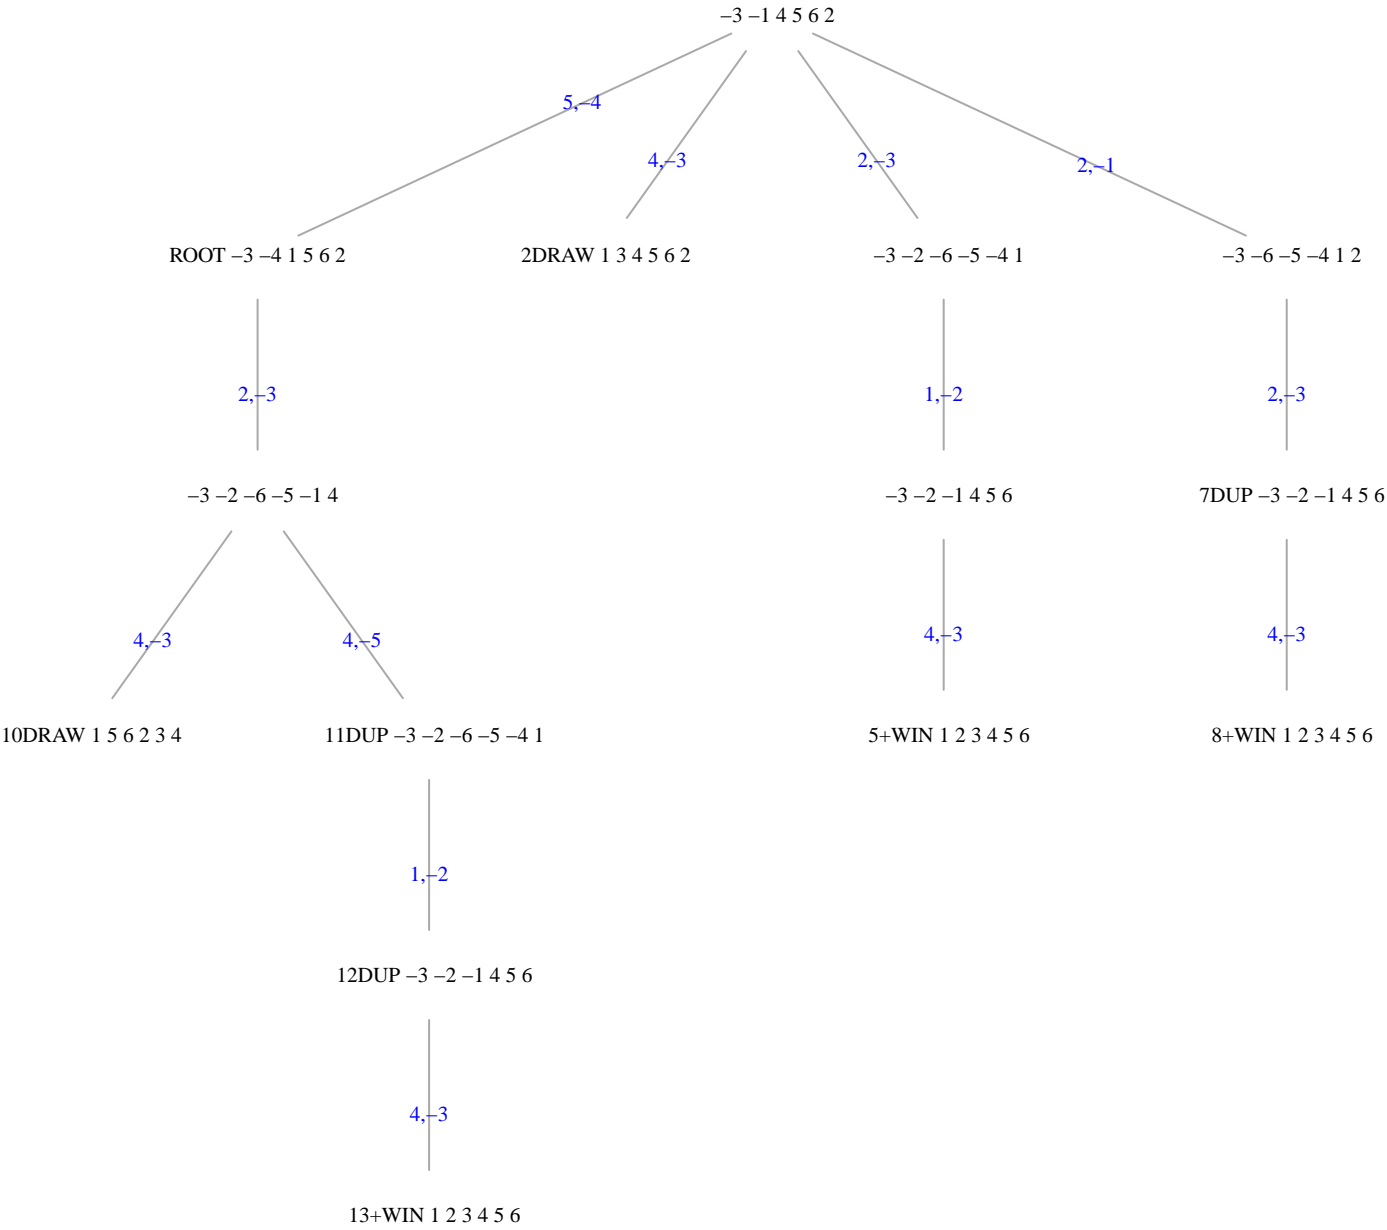 −3 −1 4 5 6 2
5,−4
4,−3
2,−3
2,−1
ROOT −3 −4 1 5 6 2
2DRAW 1 3 4 5 6 2
−3 −2 −6 −5 −4 1
−3 −6 −5 −4 1 2
2,−3
1,−2
2,−3
−3 −2 −6 −5 −1 4
−3 −2 −1 4 5 6
7DUP −3 −2 −1 4 5 6
4,−3
4,−5
4,−3
4,−3
10DRAW 1 5 6 2 3 4
11DUP −3 −2 −6 −5 −4 1
5+WIN 1 2 3 4 5 6
8+WIN 1 2 3 4 5 6
1,−2
12DUP −3 −2 −1 4 5 6
4,−3
13+WIN 1 2 3 4 5 6